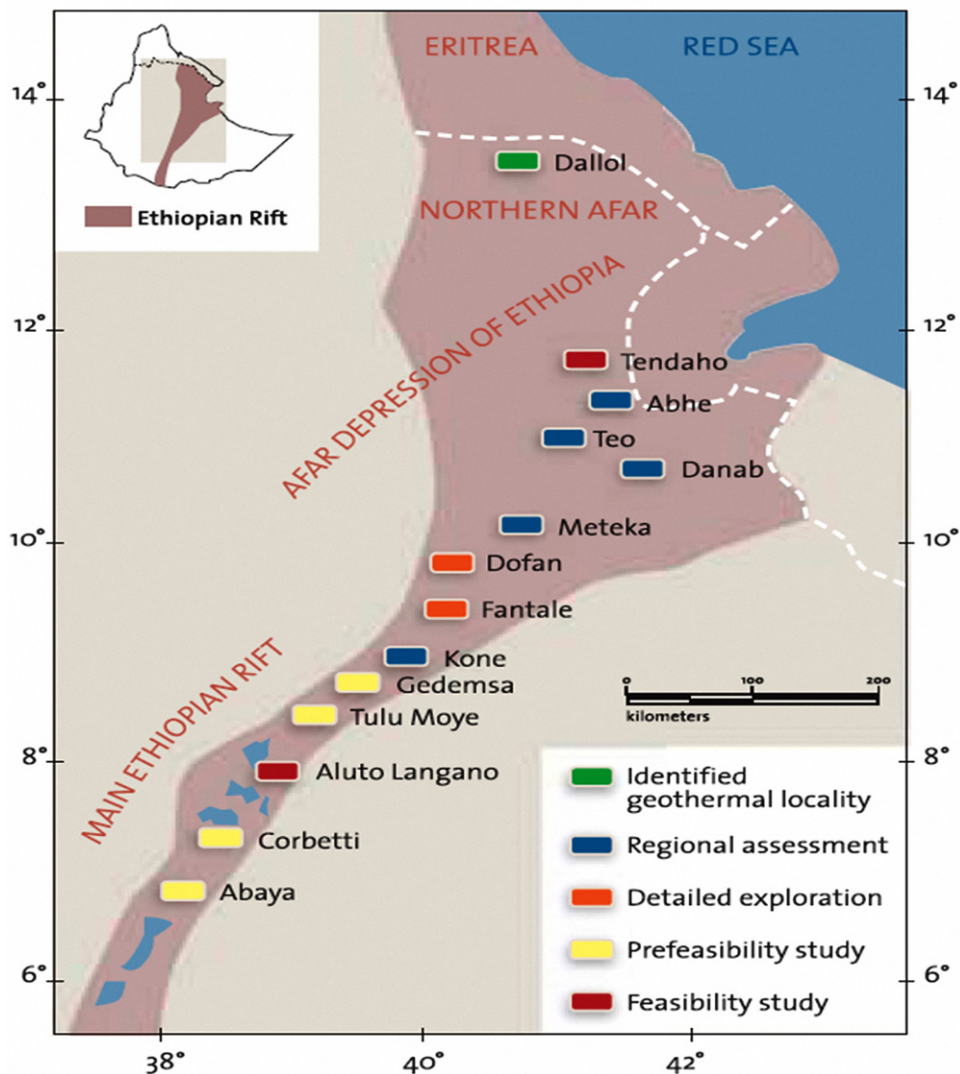 ERITREA
RED SEA
14°
14°
Ethiopian Rift
Dallol
NORTHERN AFAR
AFAR DEPRESSION OF ETHIOPIA
12°
12°
Tendaho
Abhe
Teo
Danab
Meteka
10°
10°
Dofan
Fantale
Kone
Gedemsa
Tulu Moye
MAIN ETHIOPIAN RIFT
0 100 200
kilometers
8°
8°
Aluto Langano
Corbetti
Abaya
Identified
geothermal locality
Regional assessment
Detailed exploration
Prefeasibility study
Feasibility study
6°
6°
38° 40° 42°